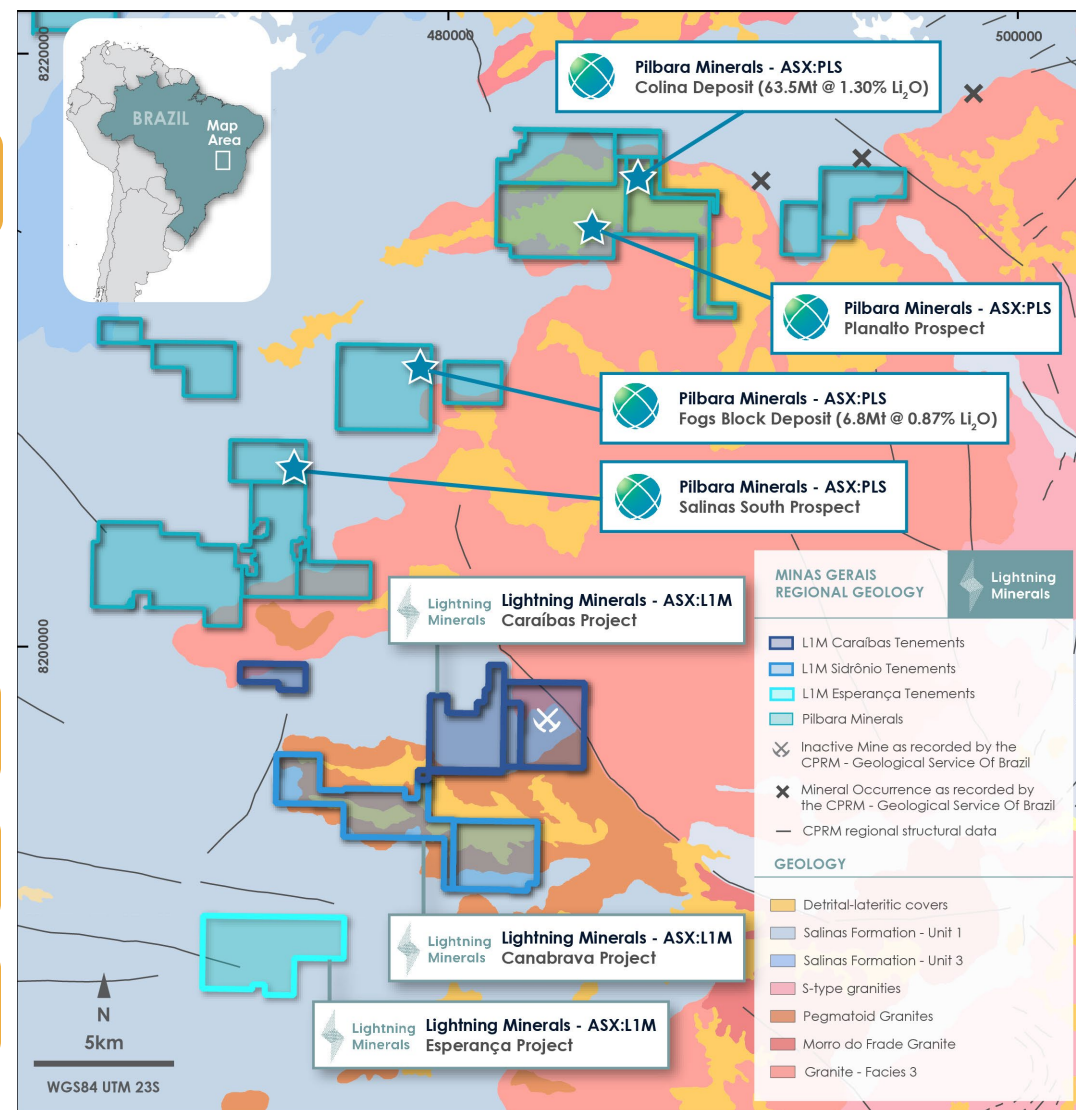 8220000
480000
500000
BRAZIL
Map
Area
Pilbara Minerals - ASX:PLS
Colina Deposit (63.5Mt @ 1.30% Li₂O)
Pilbara Minerals - ASX:PLS
Planalto Prospect
Pilbara Minerals - ASX:PLS
Fogs Block Deposit (6.8Mt @ 0.87% Li₂O)
Pilbara Minerals - ASX:PLS
Salinas South Prospect
8200000
Lightning
Minerals
Lightning Minerals - ASX:L1M
Caraíbas Project
Lightning
Minerals
Lightning Minerals - ASX:L1M
Canabrava Project
Lightning
Minerals
Lightning Minerals - ASX:L1M
Esperança Project
N
5km
WGS84 UTM 23S
MINAS GERAIS
REGIONAL GEOLOGY
Lightning
Minerals
L1M Caraíbas Tenements
L1M Sidrônio Tenements
L1M Esperança Tenements
Pilbara Minerals
Inactive Mine as recorded by the
CPRM - Geological Service Of Brazil
Mineral Occurrence as recorded by
the CPRM - Geological Service Of Brazil
CPRM regional structural data
GEOLOGY
Detrital-lateritic covers
Salinas Formation - Unit 1
Salinas Formation - Unit 3
S-type granities
Pegmatoid Granites
Morro do Frade Granite
Granite - Facies 3